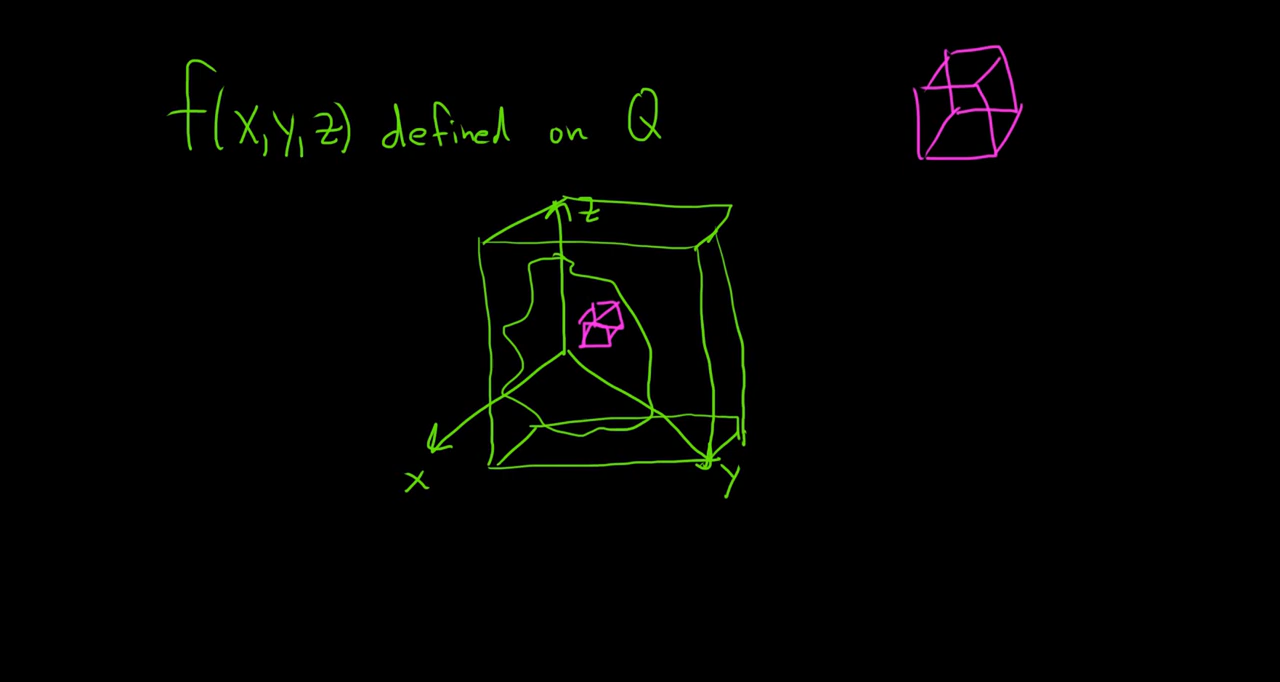 f(x,y,z) defined on Q
z
x
y